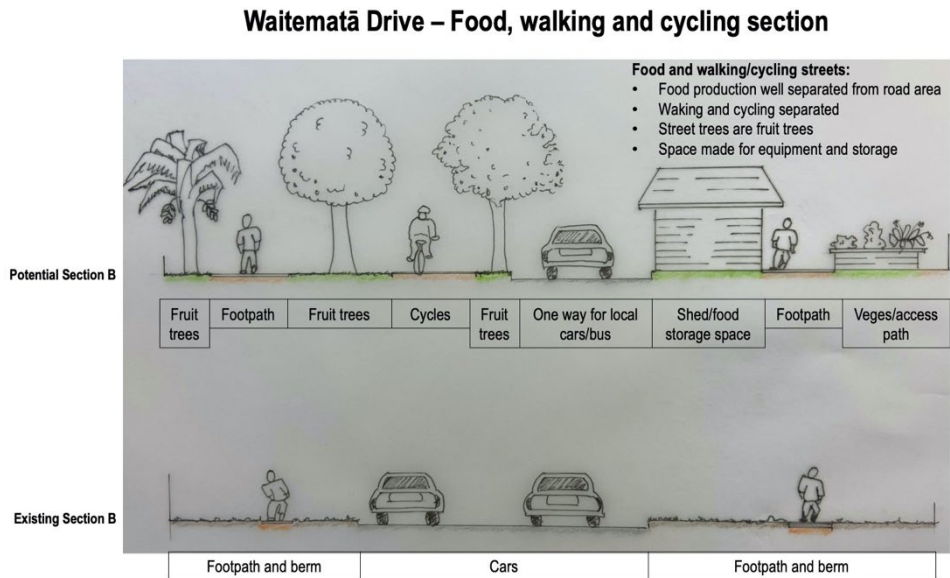 Waitematā Drive – Food, walking and cycling section
Food and walking/cycling streets:
• Food production well separated from road area
• Waking and cycling separated
• Street trees are fruit trees
• Space made for equipment and storage
Potential Section B
Fruit
trees
Footpath
Fruit trees
Cycles
Fruit
trees
One way for local
cars/bus
Shed/food
storage space
Footpath
Veges/access
path
Existing Section B
Footpath and berm
Cars
Footpath and berm